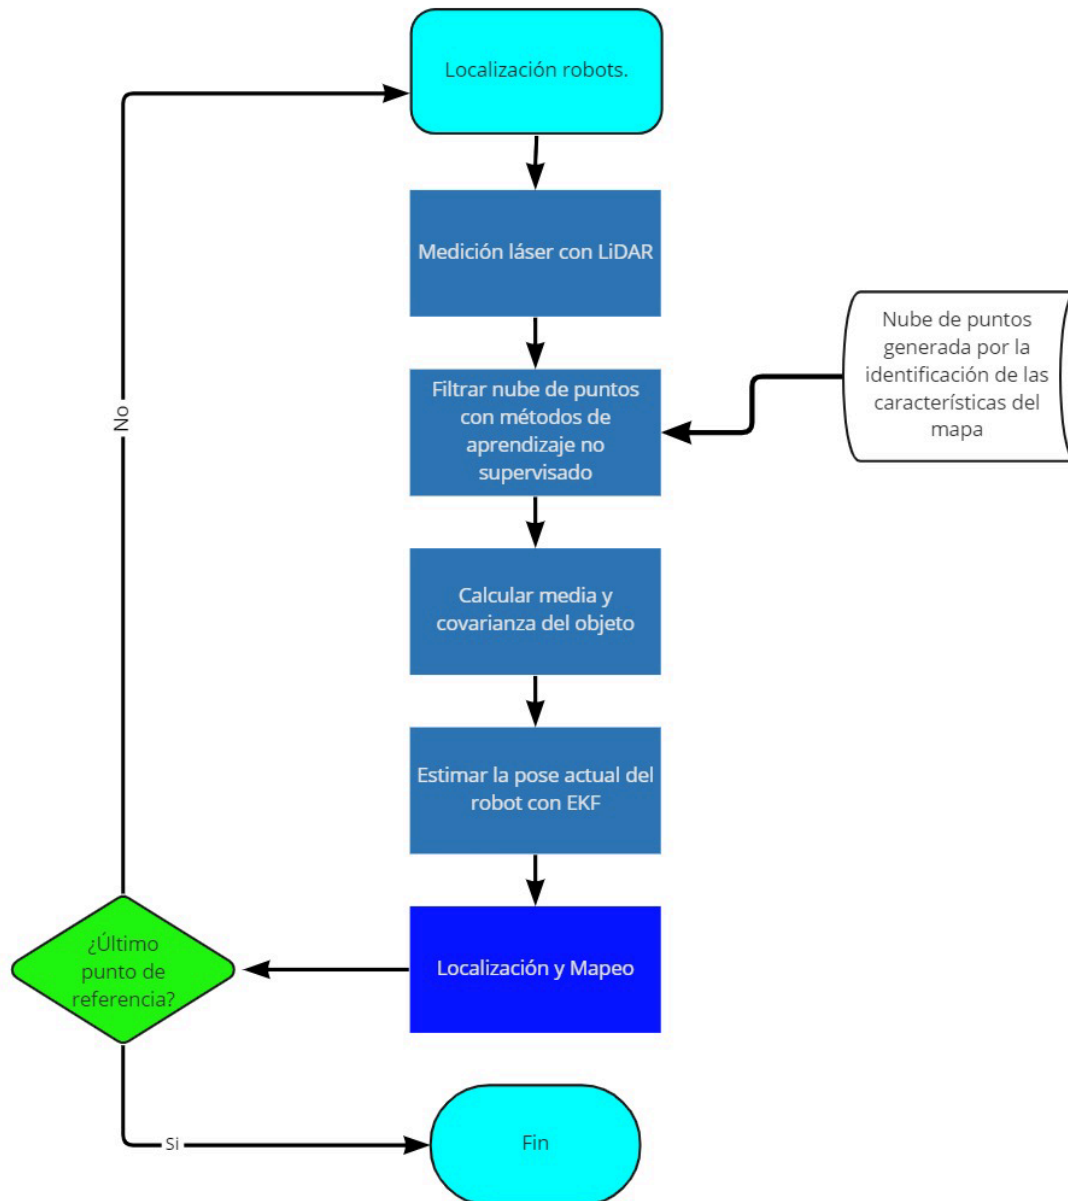 Localización robots.
Medición láser con LiDAR
Nube de puntos
generada por la
identificación de las
características del
mapa
Filtrar nube de puntos
con métodos de
aprendizaje no
supervisado
Calcular media y
covarianza del objeto
Estimar la pose actual del
robot con EKF
Localización y Mapeo
¿Último
punto de
referencia?
No
Si
Fin